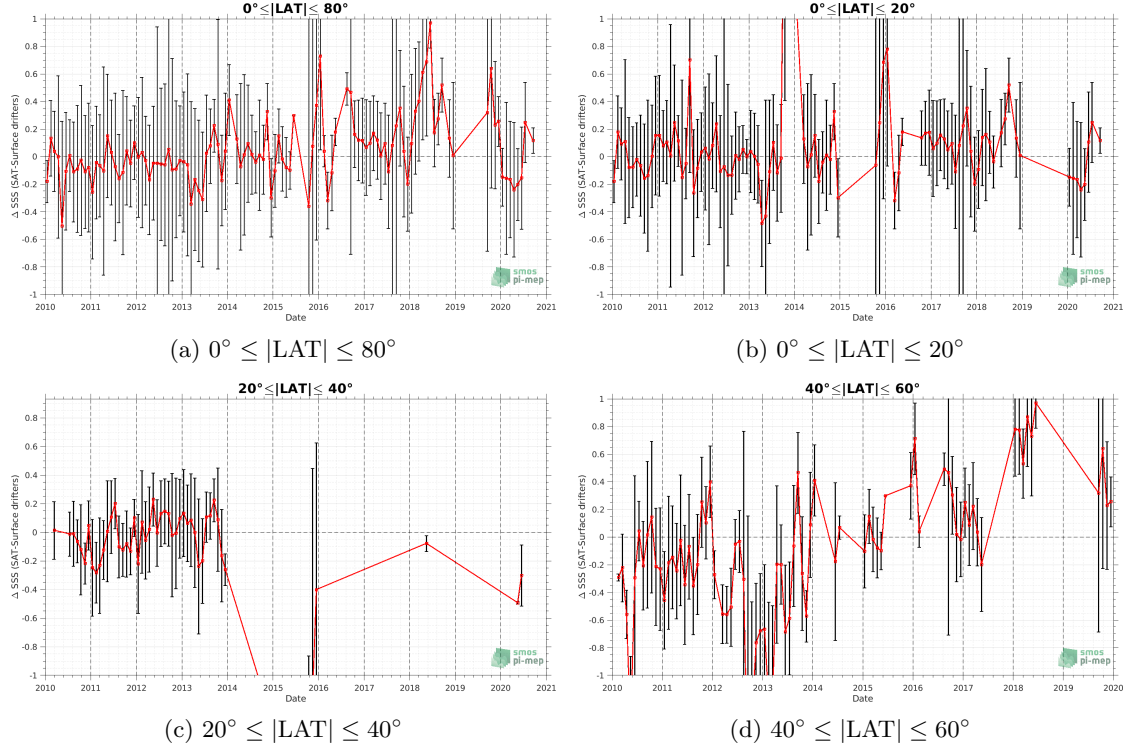 0°≤|LAT|≤ 80°
Δ SSS (SAT-Surface drifters)
1
0.8
0.6
0.4
0.2
0
-0.2
-0.4
-0.6
-0.8
-1
2010 2011 2012 2013 2014 2015 2016 2017 2018 2019 2020 2021
Date
smos
pi-mep
(a) 0° ≤ |LAT| ≤ 80°
0°≤|LAT|≤ 20°
Δ SSS (SAT-Surface drifters)
1
0.8
0.6
0.4
0.2
0
-0.2
-0.4
-0.6
-0.8
-1
2010 2011 2012 2013 2014 2015 2016 2017 2018 2019 2020 2021
Date
smos
pi-mep
(b) 0° ≤ |LAT| ≤ 20°
20°≤|LAT|≤ 40°
Δ SSS (SAT-Surface drifters)
0.8
0.6
0.4
0.2
0
-0.2
-0.4
-0.6
-0.8
-1
2010 2011 2012 2013 2014 2015 2016 2017 2018 2019 2020 2021
Date
smos
pi-mep
(c) 20° ≤ |LAT| ≤ 40°
40°≤|LAT|≤ 60°
Δ SSS (SAT-Surface drifters)
0.8
0.6
0.4
0.2
0
-0.2
-0.4
-0.6
-0.8
-1
2010 2011 2012 2013 2014 2015 2016 2017 2018 2019 2020
Date
smos
pi-mep
(d) 40° ≤ |LAT| ≤ 60°